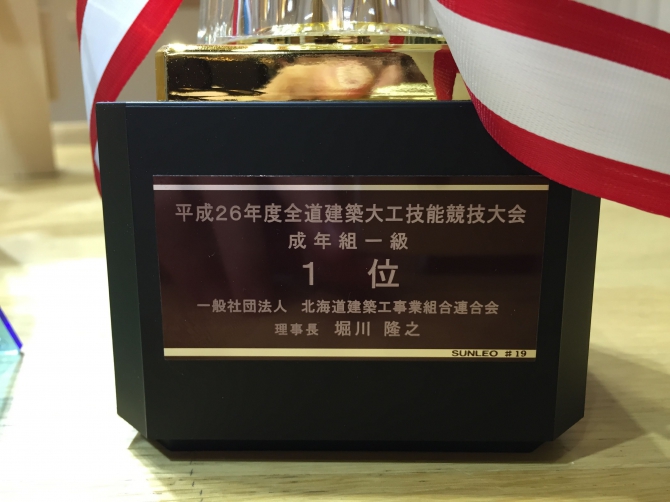 平成26年度全道建築大工技能競技大会
成年組一級
1 位
一般社団法人 北海道建築工事業組合連合会
理事長 堀川 隆之
SUNLEO #19